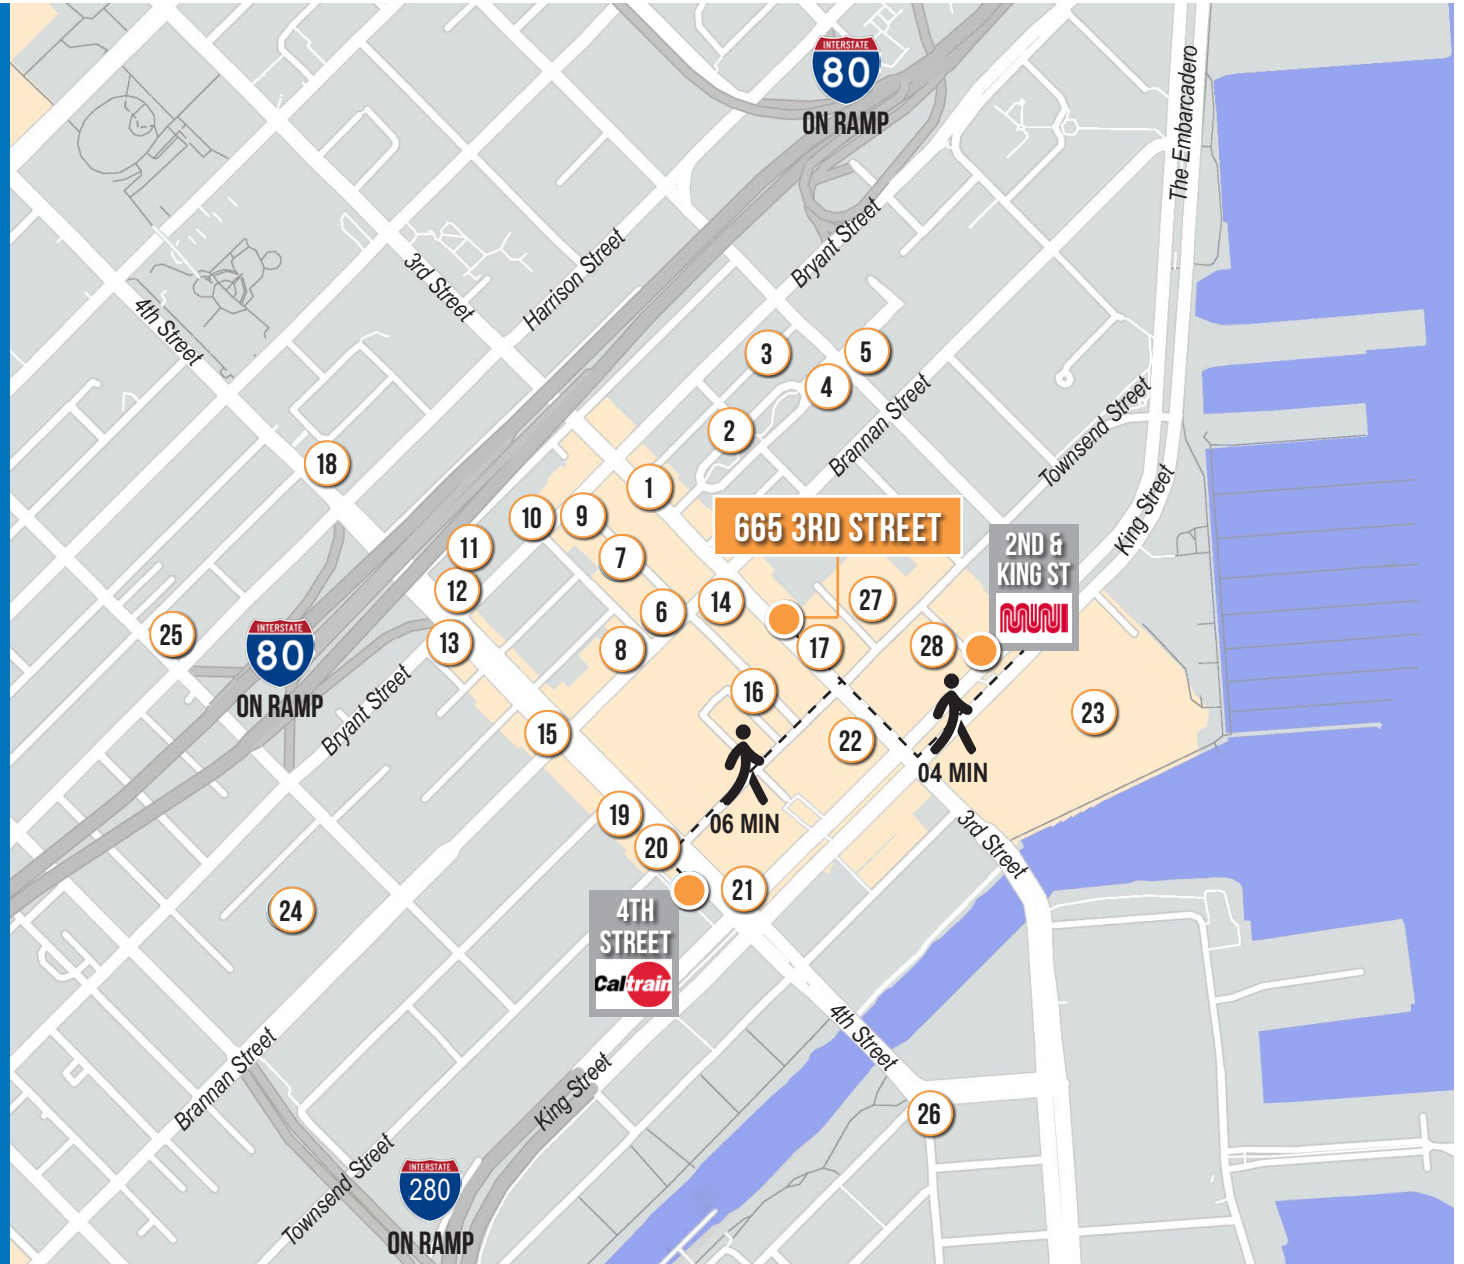 INTERSTATE
80
ON RAMP
The Embarcadero
Bryant Street
Harrison Street
3rd Street
4th Street
3
5
4
2
Brannan Street
Townsend Street
18
1
King Street
10
9
665 3RD STREET
2ND &
KING ST
MUNI
11
7
12
6
14
27
25
INTERSTATE
80
ON RAMP
13
8
17
28
Bryant Street
16
23
15
22
04 MIN
19
06 MIN
20
3rd Street
21
24
4TH
STREET
Caltrain
4th Street
Brannan Street
King Street
26
Townsend Street
INTERSTATE
280
ON RAMP